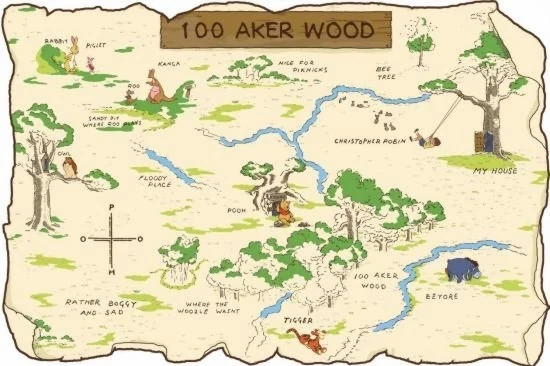 100 AKER WOOD
RABBIT
PIGLET
KANGA
NICE FOR
PIKNICKS
BEE
TREE
ROO
SANDY PIT
WHERE ROO PLAYS
CHRISTOPHER ROBIN
OWL
MY HOUSE
FLOODY
PLACE
POOH
P
O
O
H
100 AKER
WOOD
EEYORE
RATHER BOGGY
AND SAD
WHERE THE
WOOZLE WASNT
TIGGER